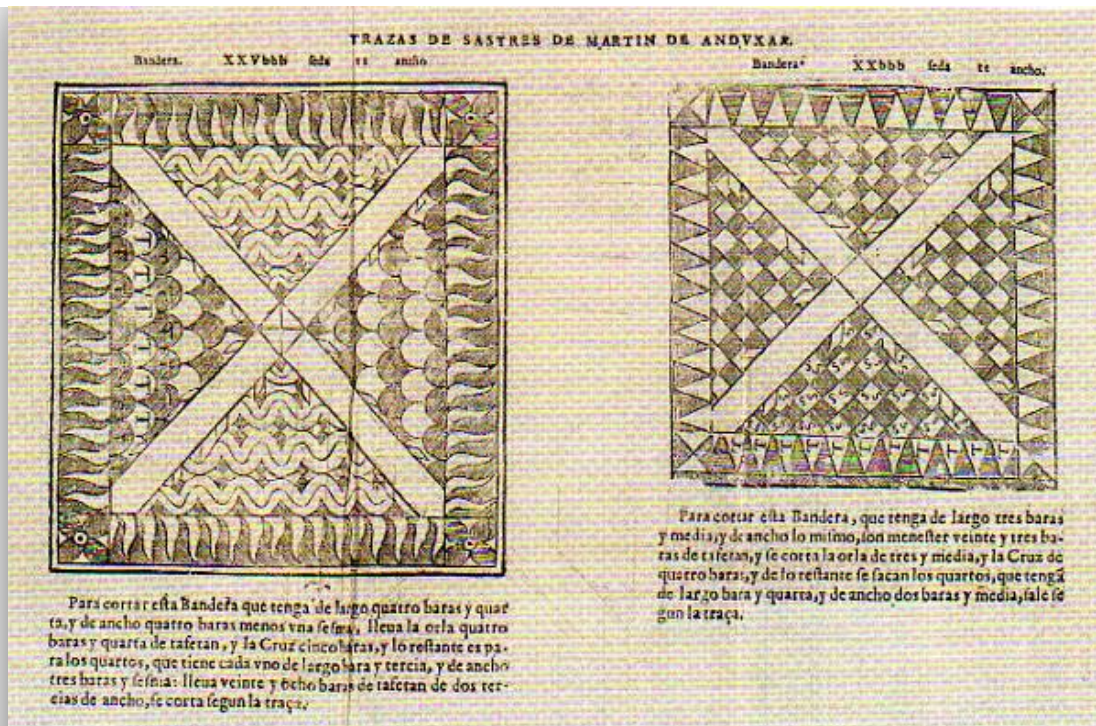 TRAZAS DE SASTRES DE MARTIN DE ANDVXAR.
Bandera. XXVbbb seda ancho
Bandera XXbbb seda ancho.
Para cortar esta Bandera que tenga de largo quatro baras y quar
ta, y de ancho quatro baras menos vna sesma, lleua la orla quatro
baras y quarta de tafetan, y la Cruz cinco baras, y lo restante es pa-
ra los quartos, que tiene cada vno de largo bara y tercia, y de ancho
tres baras y sesma: lleua veinte y ocho baras de tafetan de dos ter-
cias de ancho, se corta segun la traça.
Para cortar esta Bandera, que tenga de largo tres baras
y media, y de ancho lo mismo, son menester veinte y tres ba-
ras de tafetan, y se corta la orla de tres y media, y la Cruz de
quatro baras, y de lo restante se sacan los quartos, que tengã
de largo bara y quarta, y de ancho dos baras y media, sale se
gun la traça.